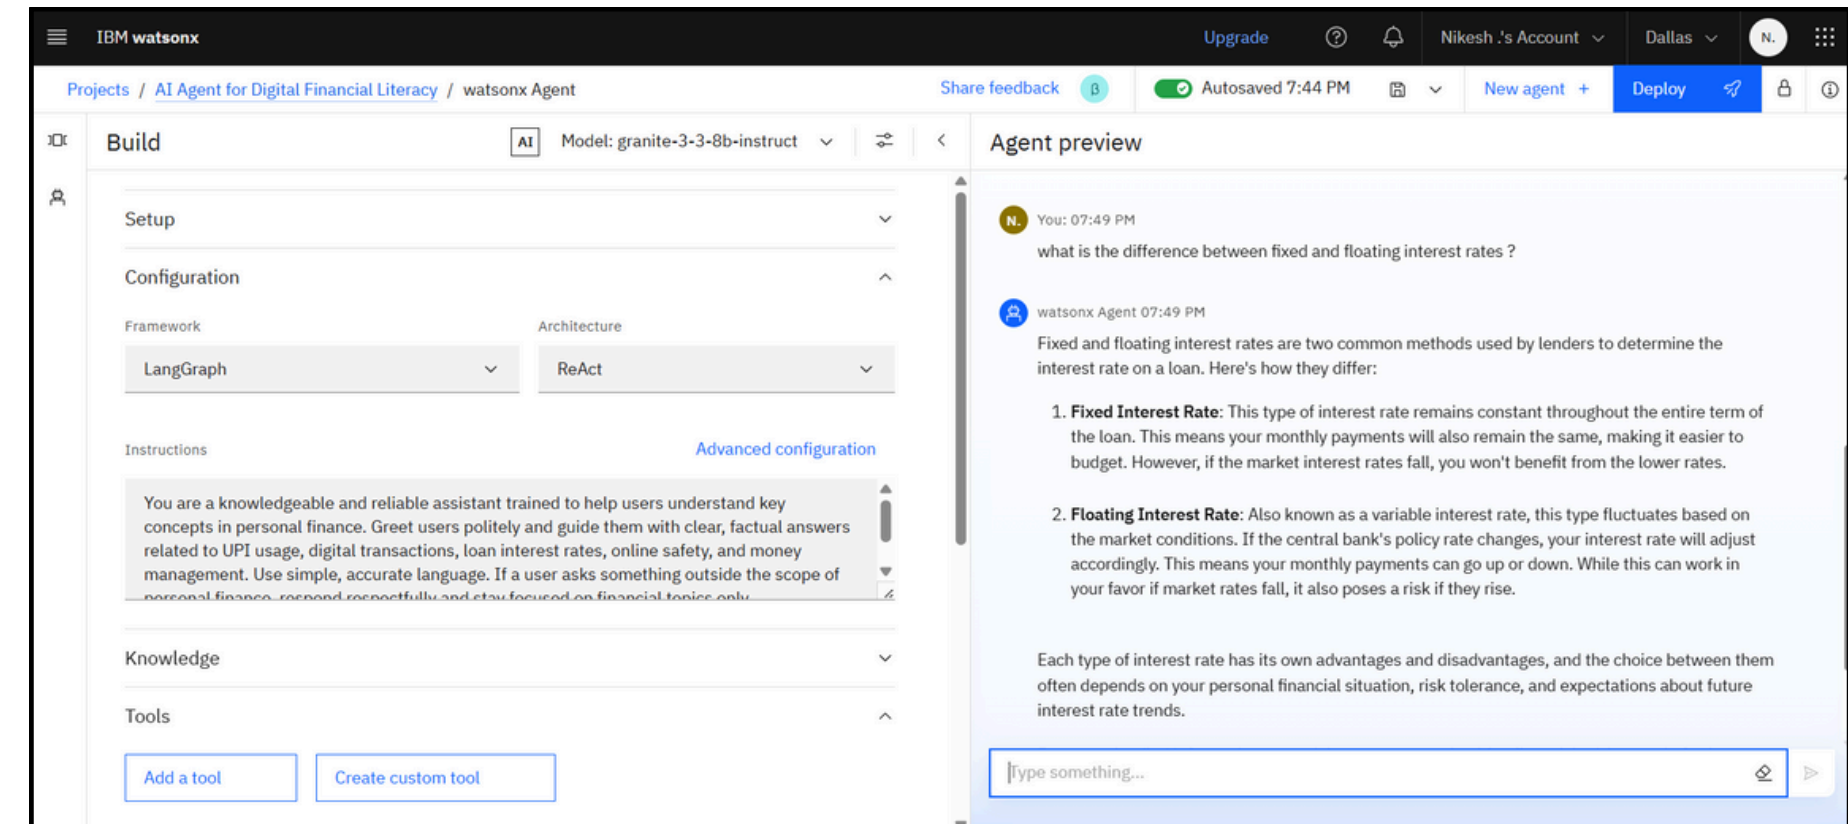 IBM watsonx
Upgrade
Nikesh .'s Account
Dallas
N.
Projects / AI Agent for Digital Financial Literacy / watsonx Agent
Share feedback
β
Autosaved 7:44 PM
New agent +
Deploy
Build
AI
Model: granite-3-3-8b-instruct
Setup
Configuration
Framework
Architecture
LangGraph
ReAct
Instructions
Advanced configuration
You are a knowledgeable and reliable assistant trained to help users understand key
concepts in personal finance. Greet users politely and guide them with clear, factual answers
related to UPI usage, digital transactions, loan interest rates, online safety, and money
management. Use simple, accurate language. If a user asks something outside the scope of
personal finance, respond respectfully and stay focused on financial topics only.
Knowledge
Tools
Add a tool
Create custom tool
Agent preview
N.
You: 07:49 PM
what is the difference between fixed and floating interest rates ?
watsonx Agent 07:49 PM
Fixed and floating interest rates are two common methods used by lenders to determine the
interest rate on a loan. Here's how they differ:
1. Fixed Interest Rate: This type of interest rate remains constant throughout the entire term of
the loan. This means your monthly payments will also remain the same, making it easier to
budget. However, if the market interest rates fall, you won't benefit from the lower rates.
2. Floating Interest Rate: Also known as a variable interest rate, this type fluctuates based on
the market conditions. If the central bank's policy rate changes, your interest rate will adjust
accordingly. This means your monthly payments can go up or down. While this can work in
your favor if market rates fall, it also poses a risk if they rise.
Each type of interest rate has its own advantages and disadvantages, and the choice between them
often depends on your personal financial situation, risk tolerance, and expectations about future
interest rate trends.
Type something...